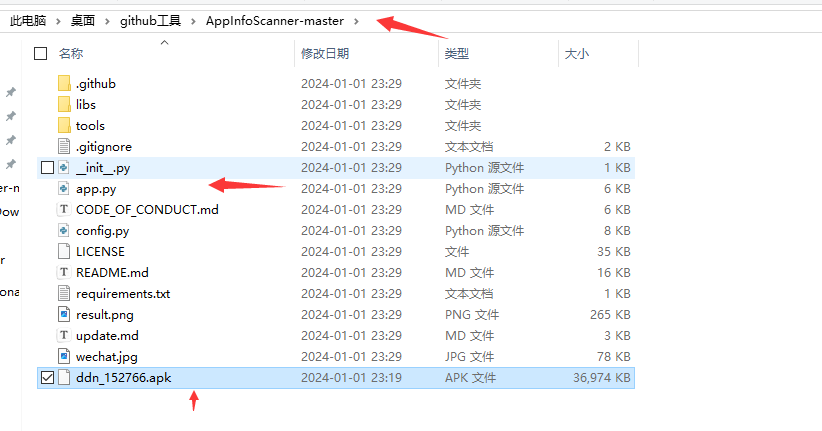 此电脑 > 桌面 > github工具 > AppInfoScanner-master >
名称 修改日期 类型 大小
.github 2024-01-01 23:29 文件夹
libs 2024-01-01 23:29 文件夹
tools 2024-01-01 23:29 文件夹
.gitignore 2024-01-01 23:29 文本文档 2 KB
__init__.py 2024-01-01 23:29 Python 源文件 1 KB
app.py 2024-01-01 23:29 Python 源文件 6 KB
CODE_OF_CONDUCT.md 2024-01-01 23:29 MD 文件 6 KB
config.py 2024-01-01 23:29 Python 源文件 8 KB
LICENSE 2024-01-01 23:29 文件 35 KB
README.md 2024-01-01 23:29 MD 文件 16 KB
requirements.txt 2024-01-01 23:29 文本文档 1 KB
result.png 2024-01-01 23:29 PNG 文件 265 KB
update.md 2024-01-01 23:29 MD 文件 3 KB
wechat.jpg 2024-01-01 23:29 JPG 文件 78 KB
ddn_152766.apk 2024-01-01 23:19 APK 文件 36,974 KB